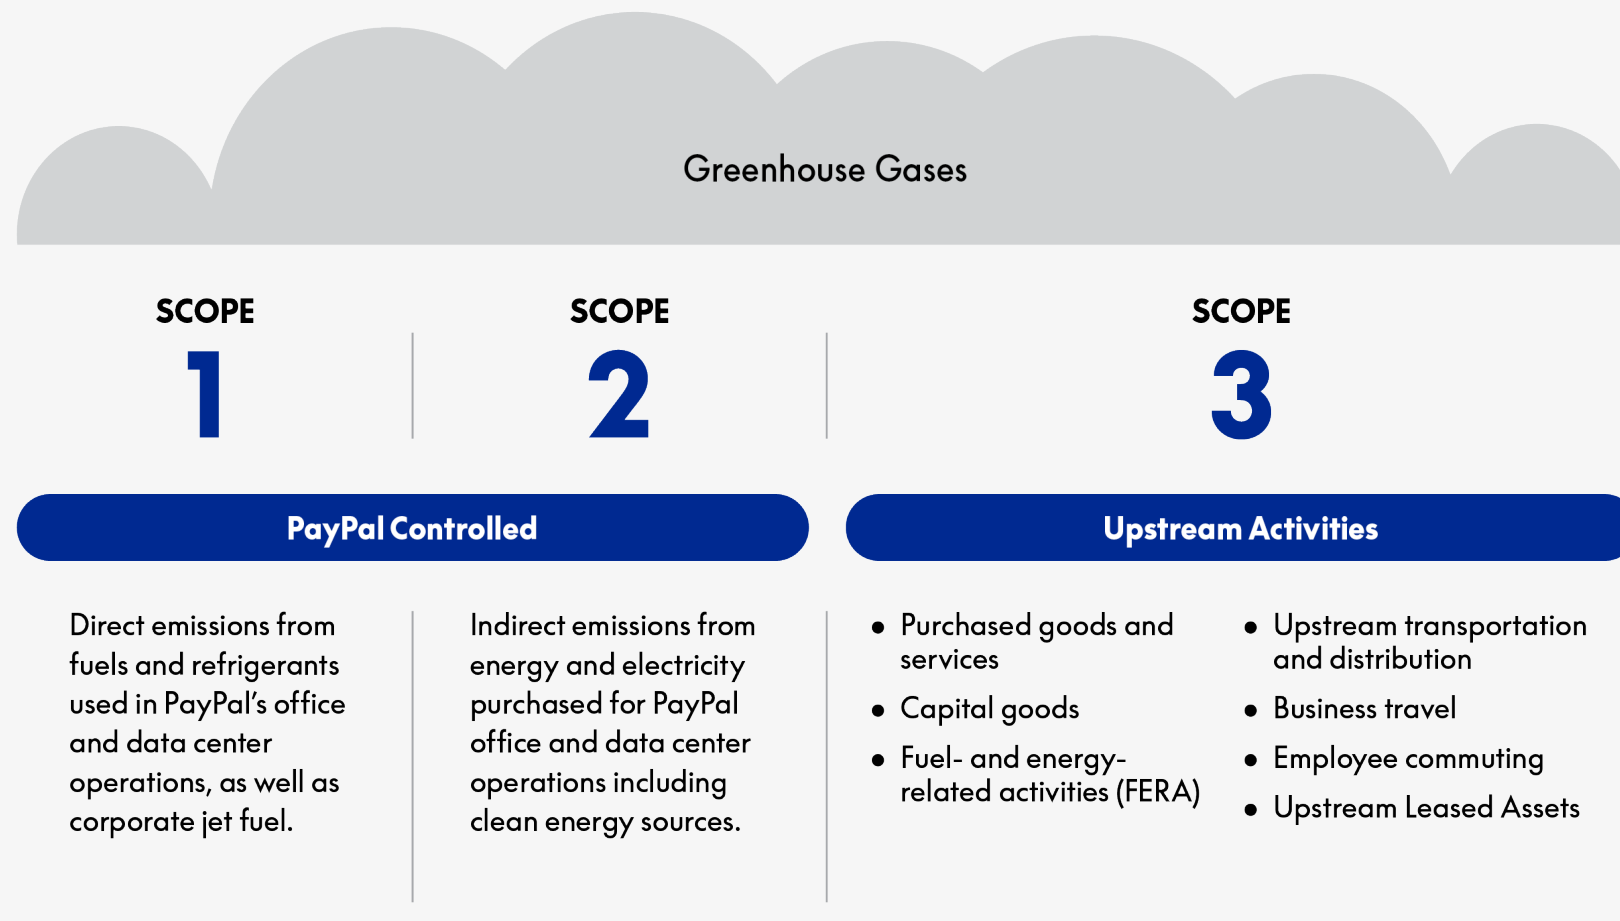 Greenhouse Gases
SCOPE
1
SCOPE
2
SCOPE
3
PayPal Controlled
Upstream Activities
Direct emissions from
fuels and refrigerants
used in PayPal’s office
and data center
operations, as well as
corporate jet fuel.
Indirect emissions from
energy and electricity
purchased for PayPal
office and data center
operations including
clean energy sources.
• Purchased goods and
services
• Capital goods
• Fuel- and energy-
related activities (FERA)
• Upstream transportation
and distribution
• Business travel
• Employee commuting
• Upstream Leased Assets